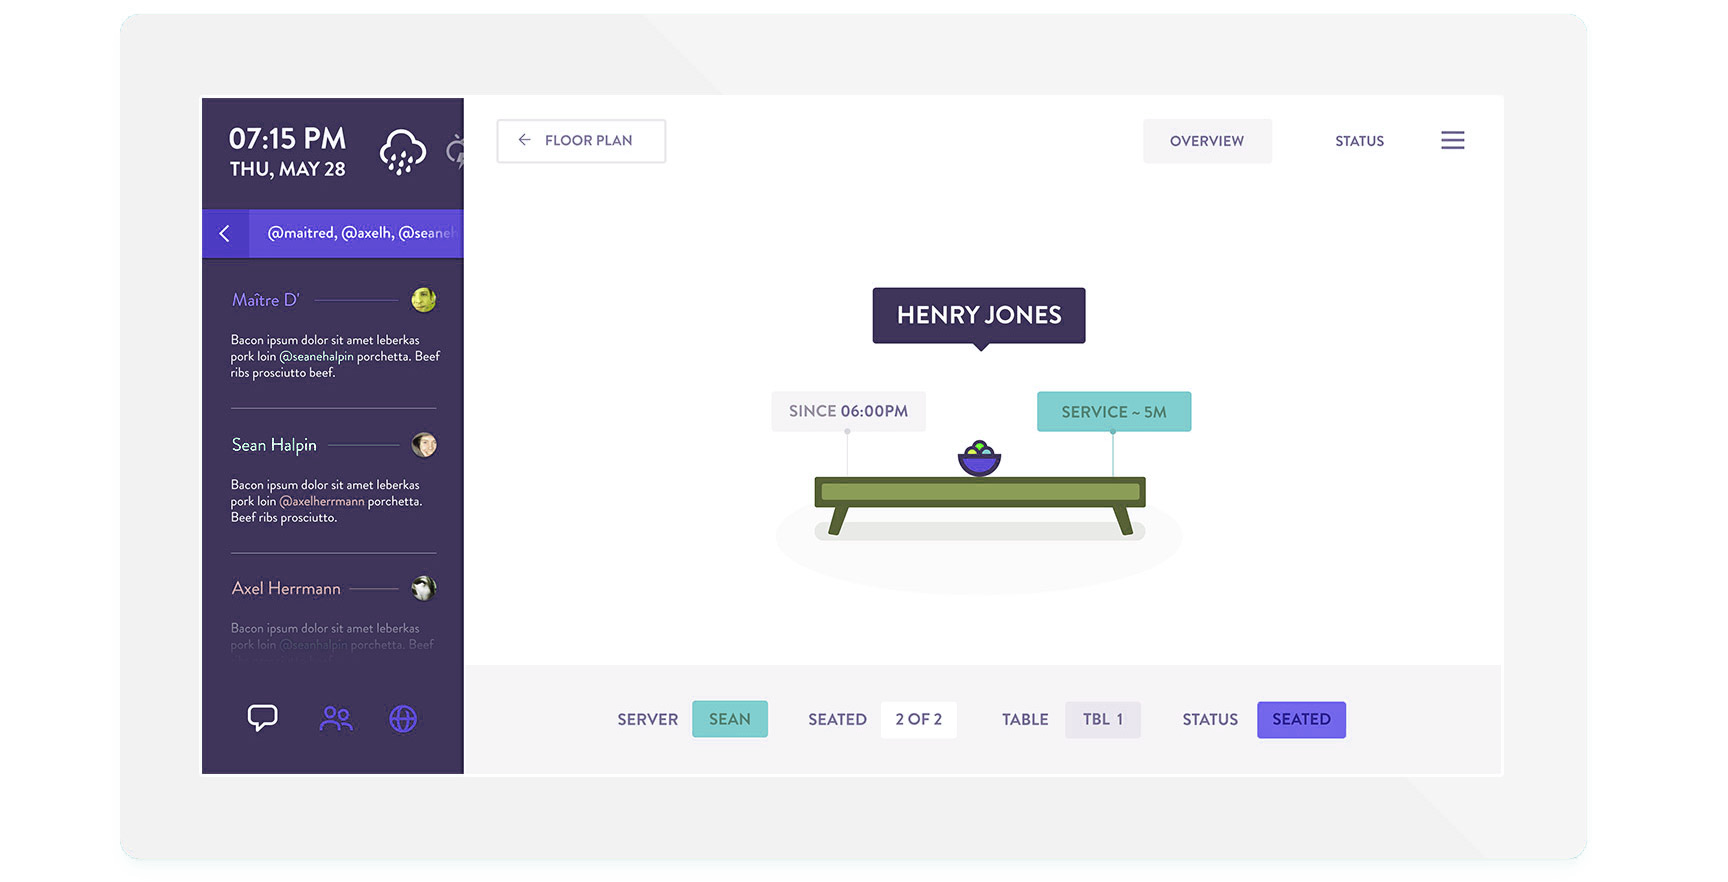 07:15 PM
THU, MAY 28
@maitred, @axelh, @seaneh
Maître D'
Bacon ipsum dolor sit amet leberkas
pork loin @seanehalpin porchetta. Beef
ribs prosciutto beef.
Sean Halpin
Bacon ipsum dolor sit amet leberkas
pork loin @axelherrmann porchetta.
Beef ribs prosciutto.
Axel Herrmann
Bacon ipsum dolor sit amet leberkas
pork loin @seanhalpin porchetta. Beef
FLOOR PLAN
OVERVIEW
STATUS
HENRY JONES
SINCE 06:00PM
SERVICE ~ 5M
SERVER SEAN
SEATED 2 OF 2
TABLE TBL 1
STATUS SEATED